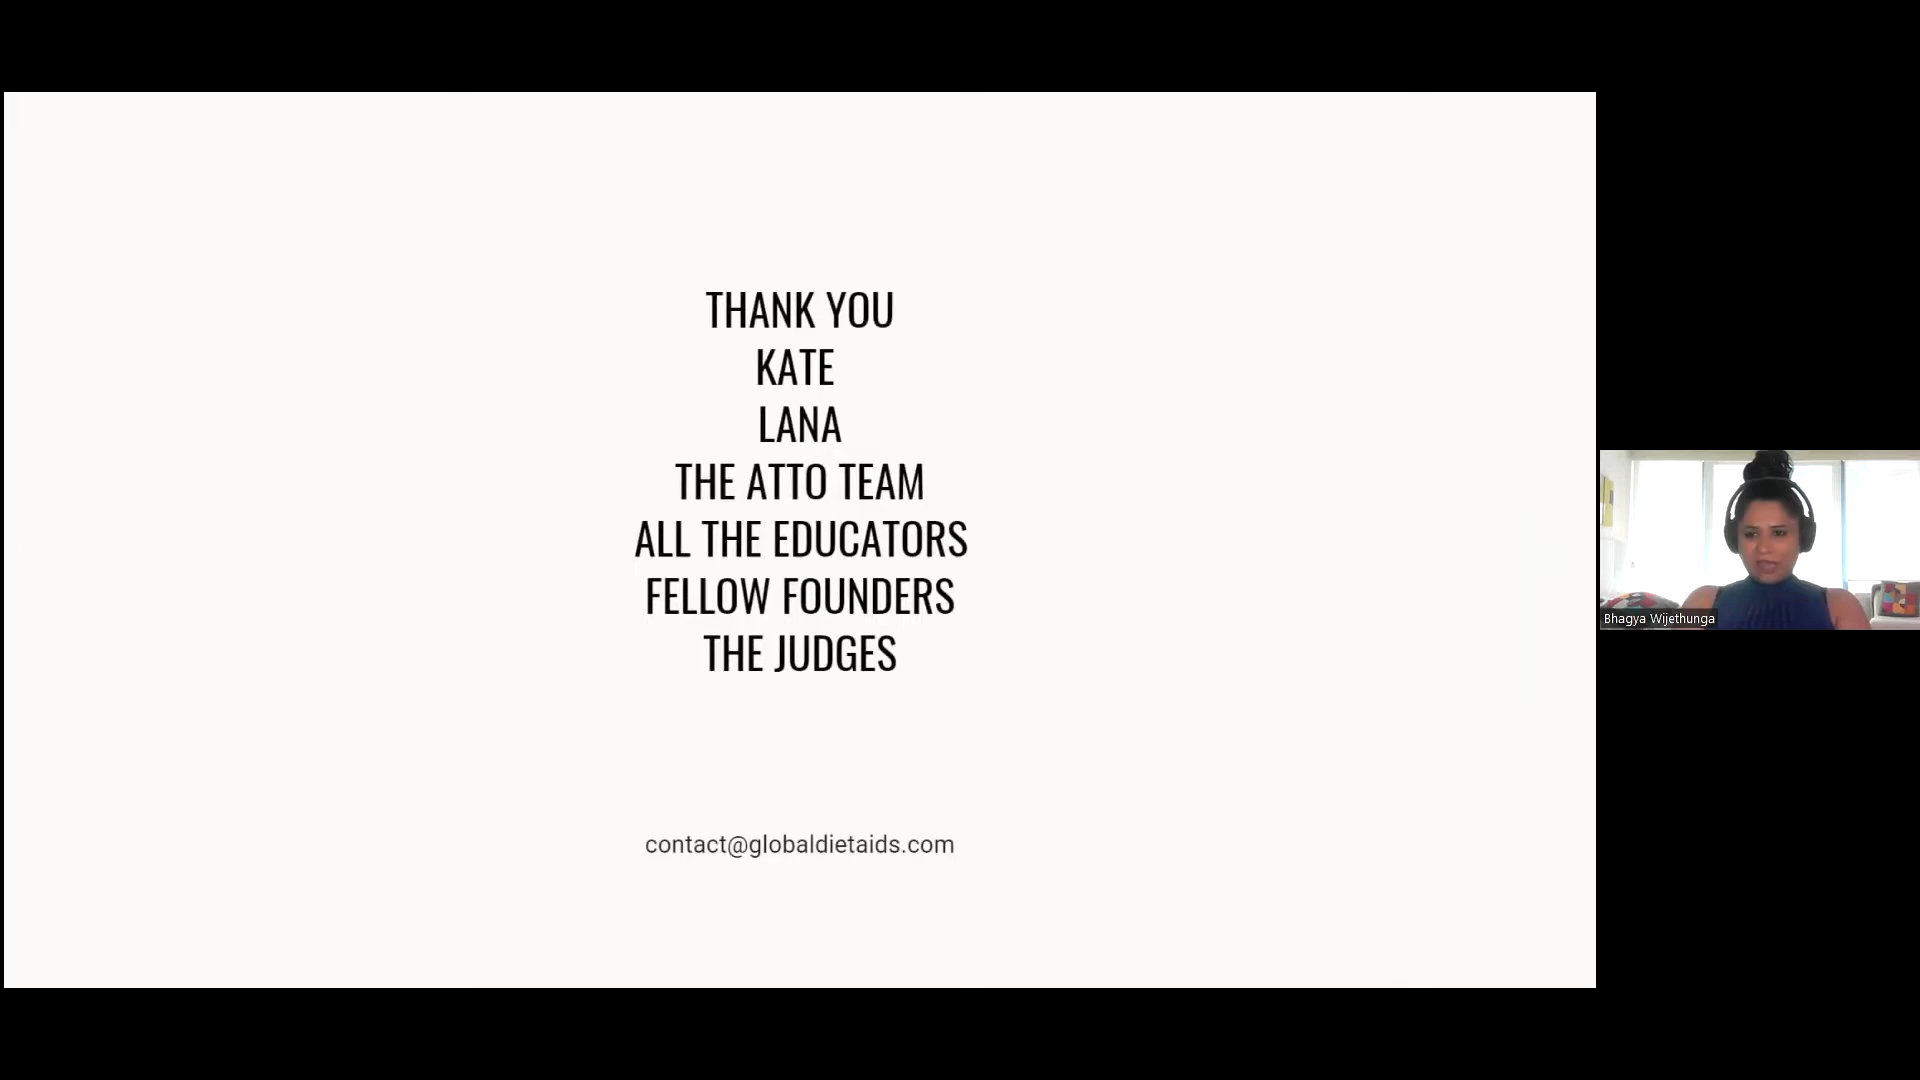 THANK YOU
KATE
LANA
THE ATTO TEAM
ALL THE EDUCATORS
FELLOW FOUNDERS
THE JUDGES
contact@globaldietaids.com
Bhagya Wijethunga